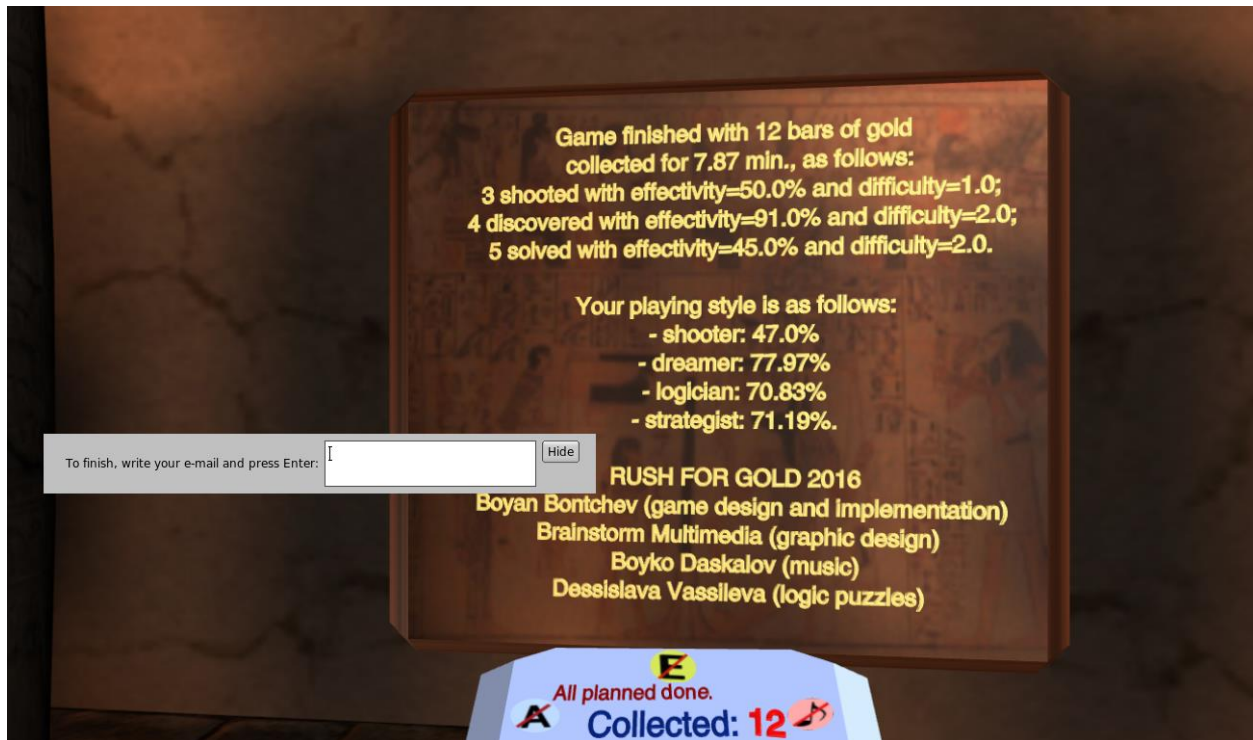 Game finished with 12 bars of gold
collected for 7.87 min., as follows:
3 shooted with effectivity=50.0% and difficulty=1.0;
4 discovered with effectivity=91.0% and difficulty=2.0;
5 solved with effectivity=45.0% and difficulty=2.0.
Your playing style is as follows:
- shooter: 47.0%
- dreamer: 77.97%
- logician: 70.83%
- strategist: 71.19%.
To finish, write your e-mail and press Enter:
Hide
RUSH FOR GOLD 2016
Boyan Bontchev (game design and implementation)
Brainstorm Multimedia (graphic design)
Boyko Daskalov (music)
Dessislava Vassileva (logic puzzles)
E
All planned done.
A
Collected: 12